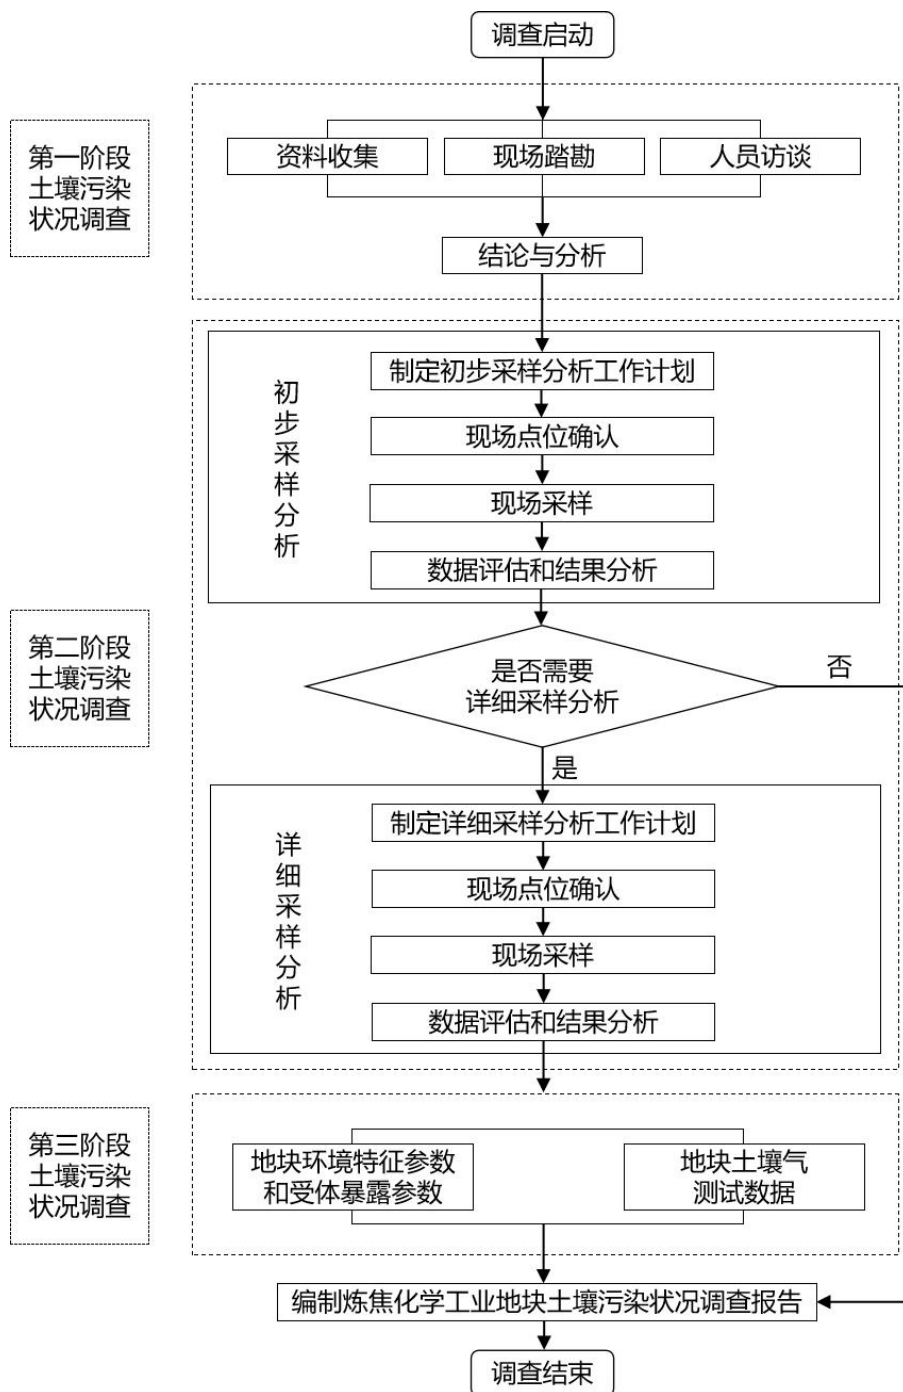 调查启动
第一阶段
土壤污染
状况调查
资料收集
现场踏勘
人员访谈
结论与分析
初步采样分析
制定初步采样分析工作计划
现场点位确认
现场采样
数据评估和结果分析
第二阶段
土壤污染
状况调查
是否需要
详细采样分析
否
是
详细采样分析
制定详细采样分析工作计划
现场点位确认
现场采样
数据评估和结果分析
第三阶段
土壤污染
状况调查
地块环境特征参数
和受体暴露参数
地块土壤气
测试数据
编制炼焦化学工业地块土壤污染状况调查报告
调查结束